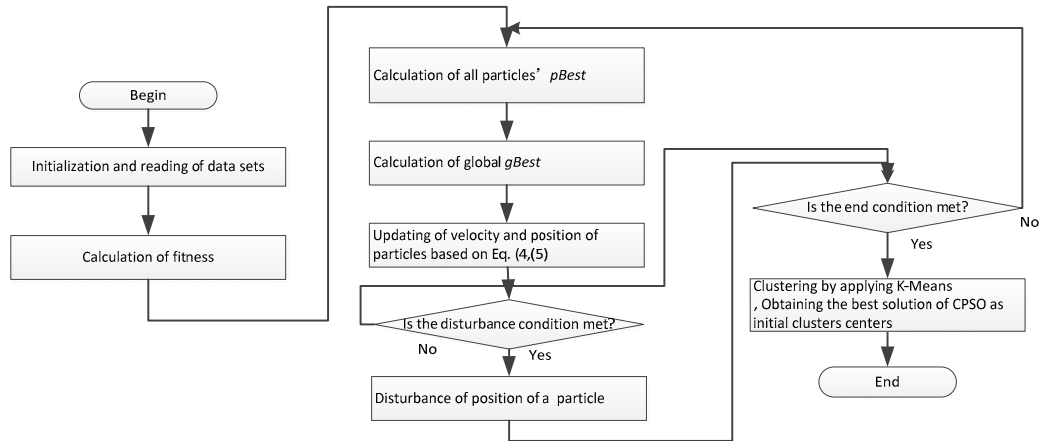 Begin
Initialization and reading of data sets
Calculation of fitness
Calculation of all particles’ pBest
Calculation of global gBest
Updating of velocity and position of
particles based on Eq. (4,(5)
Is the disturbance condition met?
No
Yes
Disturbance of position of a particle
Is the end condition met?
No
Yes
Clustering by applying K-Means
, Obtaining the best solution of CPSO as
initial clusters centers
End